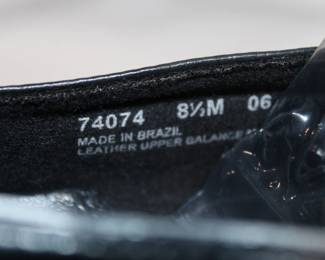 74074 8½M 06
MADE IN BRAZIL
LEATHER UPPER BALANCE